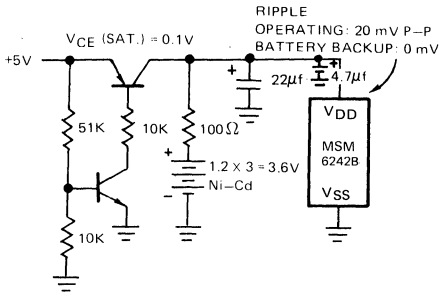 RIPPLE
OPERATING: 20 mV P–P
BATTERY BACKUP: 0 mV
VCE (SAT.) = 0.1V
+5V
+
22µf
+
4.7µf
51K
10K
100Ω
VDD
MSM
6242B
VSS
+
1.2 X 3 = 3.6V
Ni–Cd
–
10K